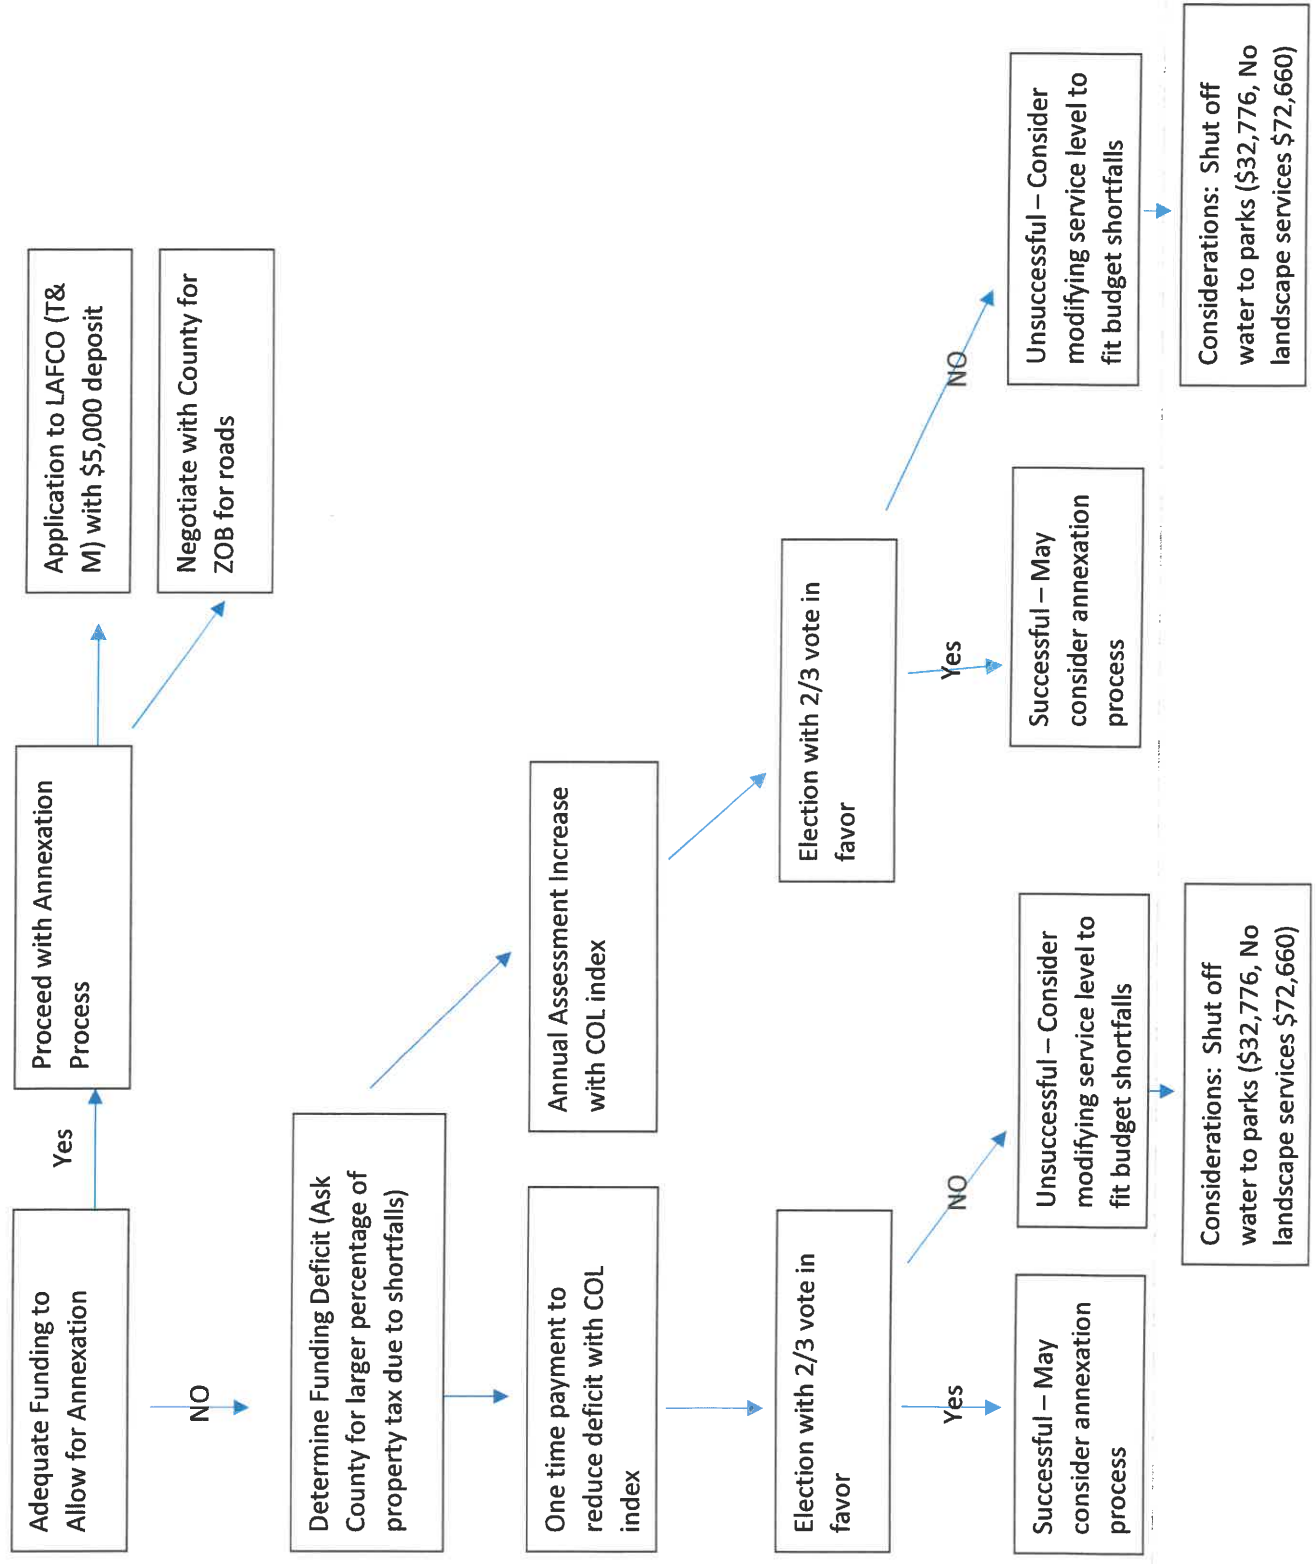 Adequate Funding to
Allow for Annexation
Yes
Proceed with Annexation
Process
Application to LAFCO (T&
M) with $5,000 deposit
Negotiate with County for
ZOB for roads
NO
Determine Funding Deficit (Ask
County for larger percentage of
property tax due to shortfalls)
One time payment to
reduce deficit with COL
index
Annual Assessment Increase
with COL index
Election with 2/3 vote in
favor
Election with 2/3 vote in
favor
Yes
NO
Yes
NO
Successful – May
consider annexation
process
Unsuccessful – Consider
modifying service level to
fit budget shortfalls
Successful – May
consider annexation
process
Unsuccessful – Consider
modifying service level to
fit budget shortfalls
Considerations: Shut off
water to parks ($32,776, No
landscape services $72,660)
Considerations: Shut off
water to parks ($32,776, No
landscape services $72,660)